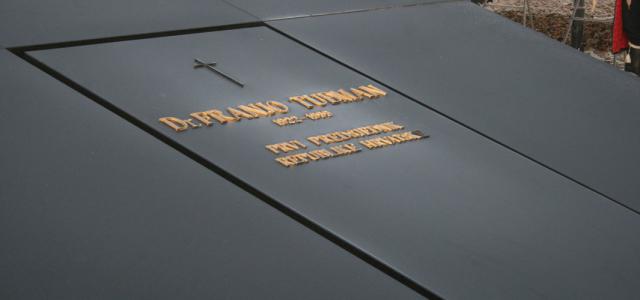 Dr FRANJO TUĐMAN
1922-1999
PRVI PREDSJEDNIK
REPUBLIKE HRVATSKE